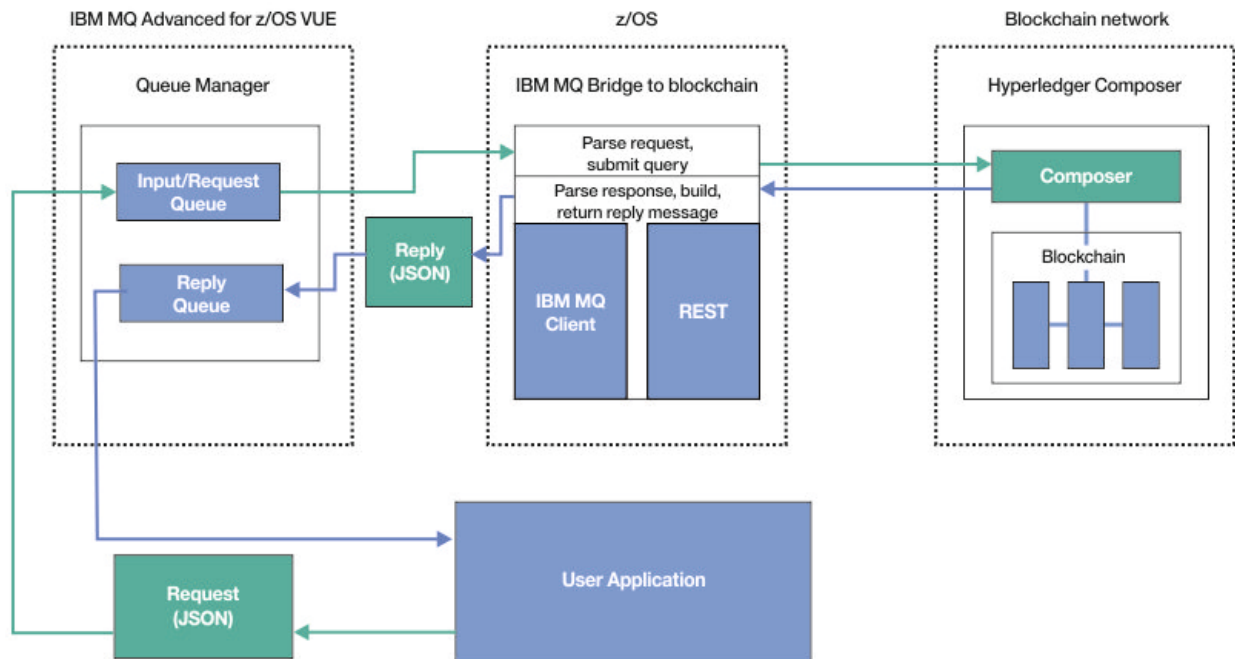 IBM MQ Advanced for z/OS VUE
z/OS
Blockchain network
Queue Manager
IBM MQ Bridge to blockchain
Hyperledger Composer
Parse request,
submit query
Input/Request
Queue
Composer
Parse response, build,
return reply message
Reply
(JSON)
Blockchain
Reply
Queue
IBM MQ
Client
REST
User Application
Request
(JSON)